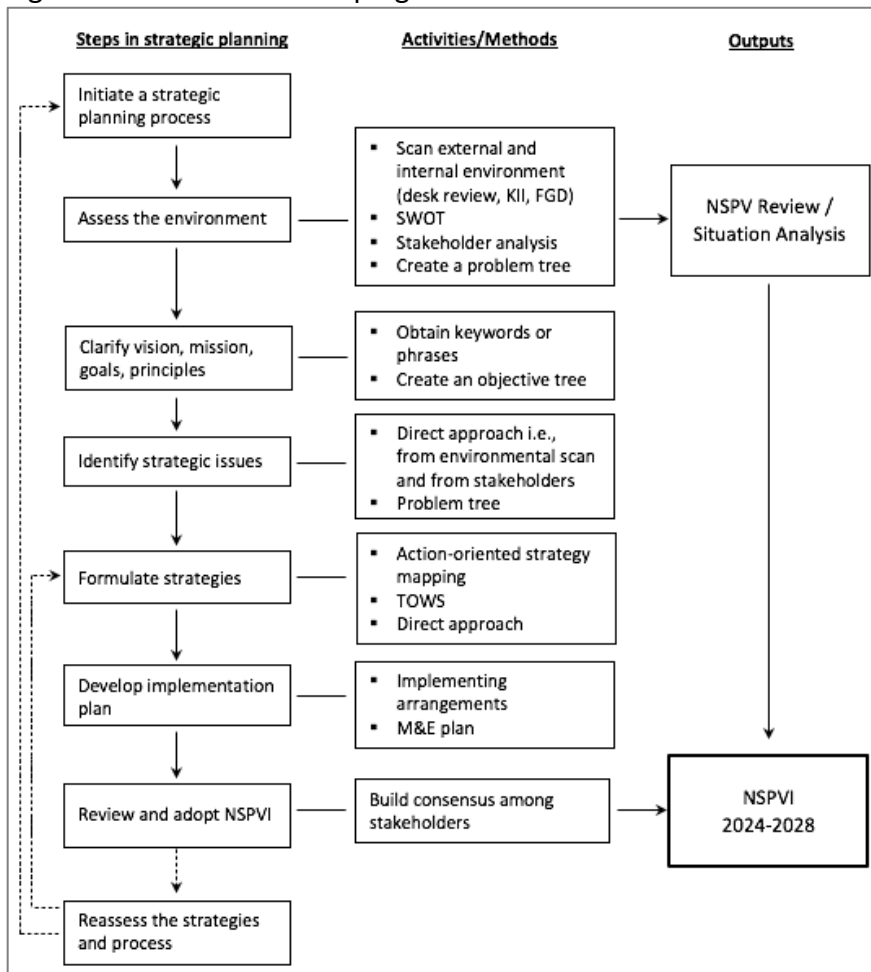 Steps in strategic planning
Activities/Methods
Outputs
Initiate a strategic
planning process
Assess the environment
▪ Scan external and
internal environment
(desk review, KII, FGD)
▪ SWOT
▪ Stakeholder analysis
▪ Create a problem tree
NSPV Review /
Situation Analysis
Clarify vision, mission,
goals, principles
▪ Obtain keywords or
phrases
▪ Create an objective tree
Identify strategic issues
▪ Direct approach i.e.,
from environmental scan
and from stakeholders
▪ Problem tree
Formulate strategies
▪ Action-oriented strategy
mapping
▪ TOWS
▪ Direct approach
Develop implementation
plan
▪ Implementing
arrangements
▪ M&E plan
Review and adopt NSPVI
Build consensus among
stakeholders
NSPVI
2024-2028
Reassess the strategies
and process